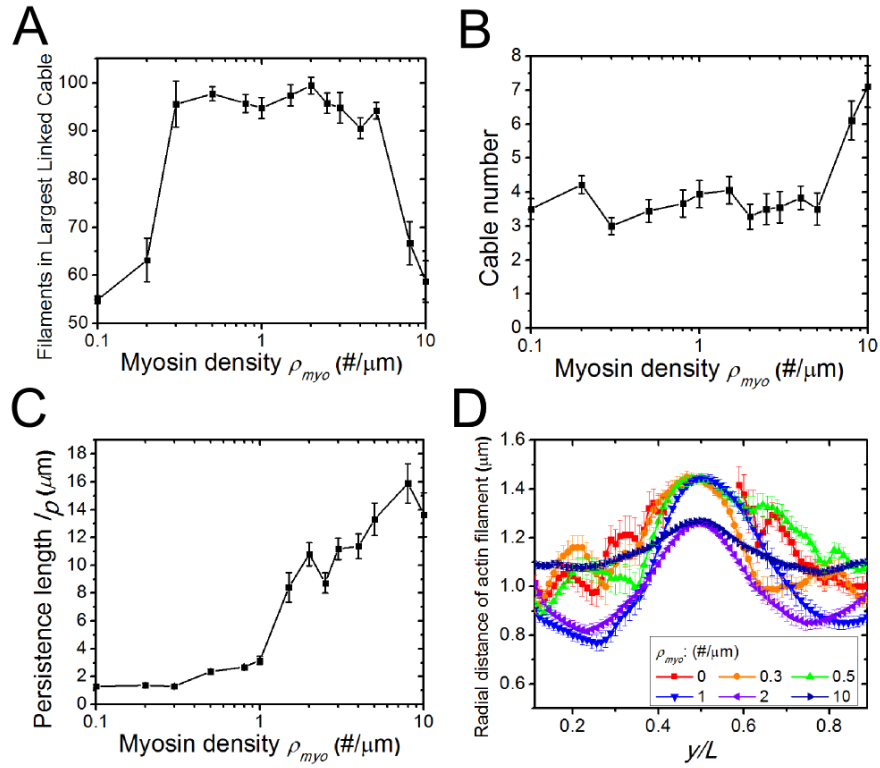 A
Filaments in Largest Linked Cable
100
90
80
70
60
50
0.1
1
10
Myosin density ρmyo (#/μm)
B
Cable number
8
7
6
5
4
3
2
1
0
0.1
1
10
Myosin density ρmyo (#/μm)
C
Persistence length lp (μm)
18
16
14
12
10
8
6
4
2
0
0.1
1
10
Myosin density ρmyo (#/μm)
D
Radial distance of actin filament (μm)
1.6
1.4
1.2
1.0
0.8
0.6
0.2
0.4
0.6
0.8
y/L
ρmyo: (#/μm)
0 0.3 0.5
1 2 10